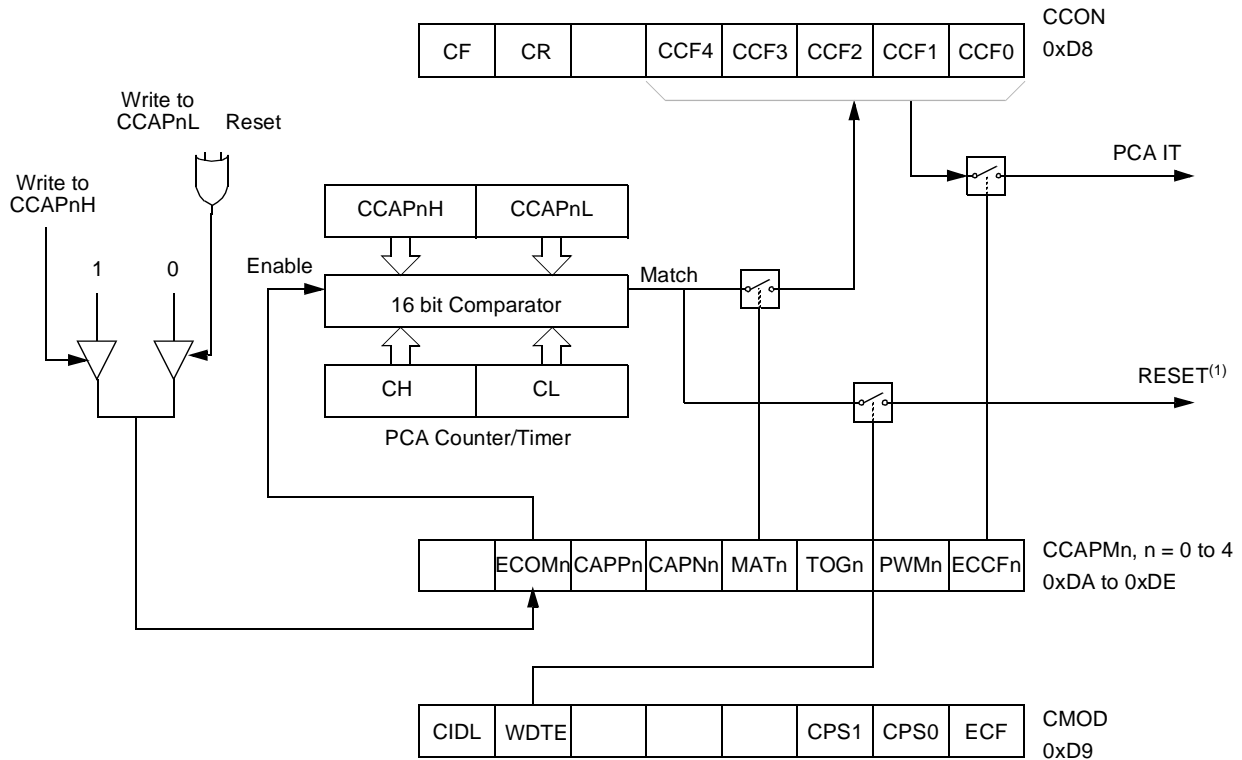 CCON
0xD8
CF CR CCF4 CCF3 CCF2 CCF1 CCF0
Write to
CCAPnL Reset
PCA IT
Write to
CCAPnH
CCAPnH CCAPnL
1 0 Enable
Match
16 bit Comparator
CH CL
RESET(1)
PCA Counter/Timer
ECOMn CAPPn CAPNn MATn TOGn PWMn ECCFn
CCAPMn, n = 0 to 4
0xDA to 0xDE
CIDL WDTE CPS1 CPS0 ECF
CMOD
0xD9